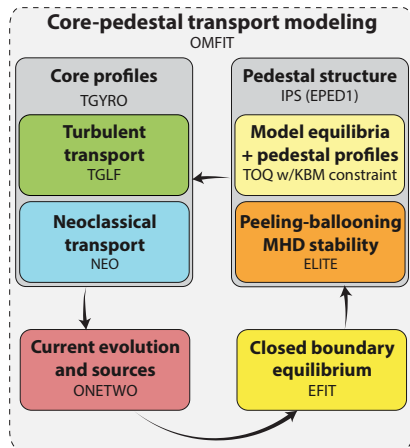 Core-pedestal transport modeling
OMFIT
Core profiles
TGYRO
Turbulent
transport
TGLF
Neoclassical
transport
NEO
Pedestal structure
IPS (EPED1)
Model equilibria
+ pedestal profiles
TOQ w/KBM constraint
Peeling-ballooning
MHD stability
ELITE
Current evolution
and sources
ONETWO
Closed boundary
equilibrium
EFIT